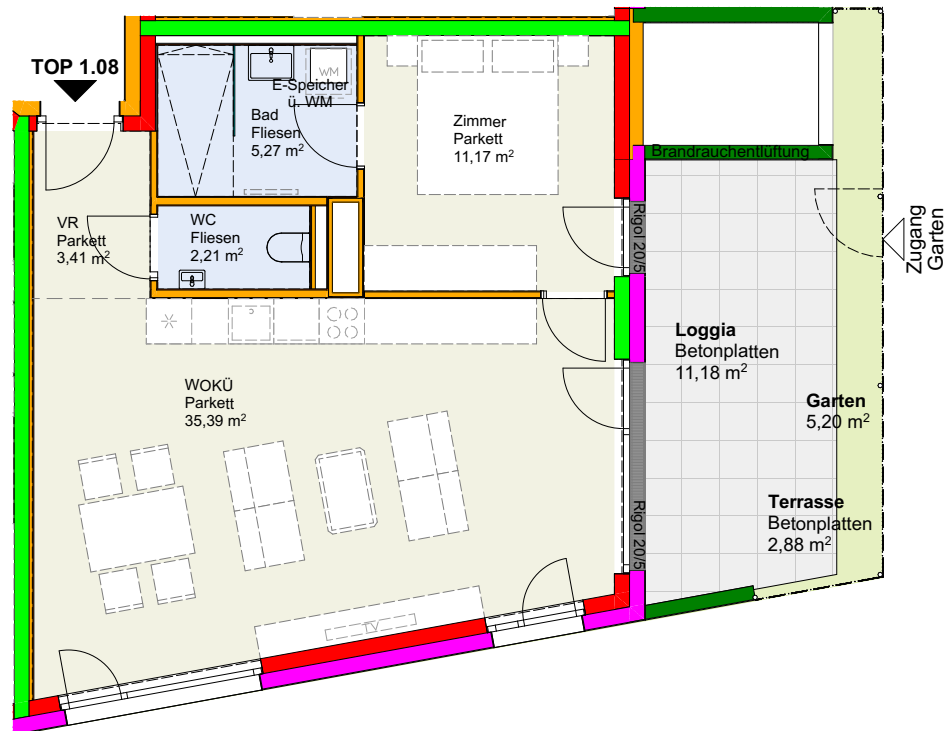 TOP 1.08
WM
E-Speicher
ü. WM
Bad
Fliesen
5,27 m²
Zimmer
Parkett
11,17 m²
Brandrauchentlüftung
VR
Parkett
3,41 m²
WC
Fliesen
2,21 m²
Rigol 20/5
Zugang
Garten
Loggia
Betonplatten
11,18 m²
WOKÜ
Parkett
35,39 m²
Garten
5,20 m²
Terrasse
Betonplatten
2,88 m²
Rigol 20/5
TV